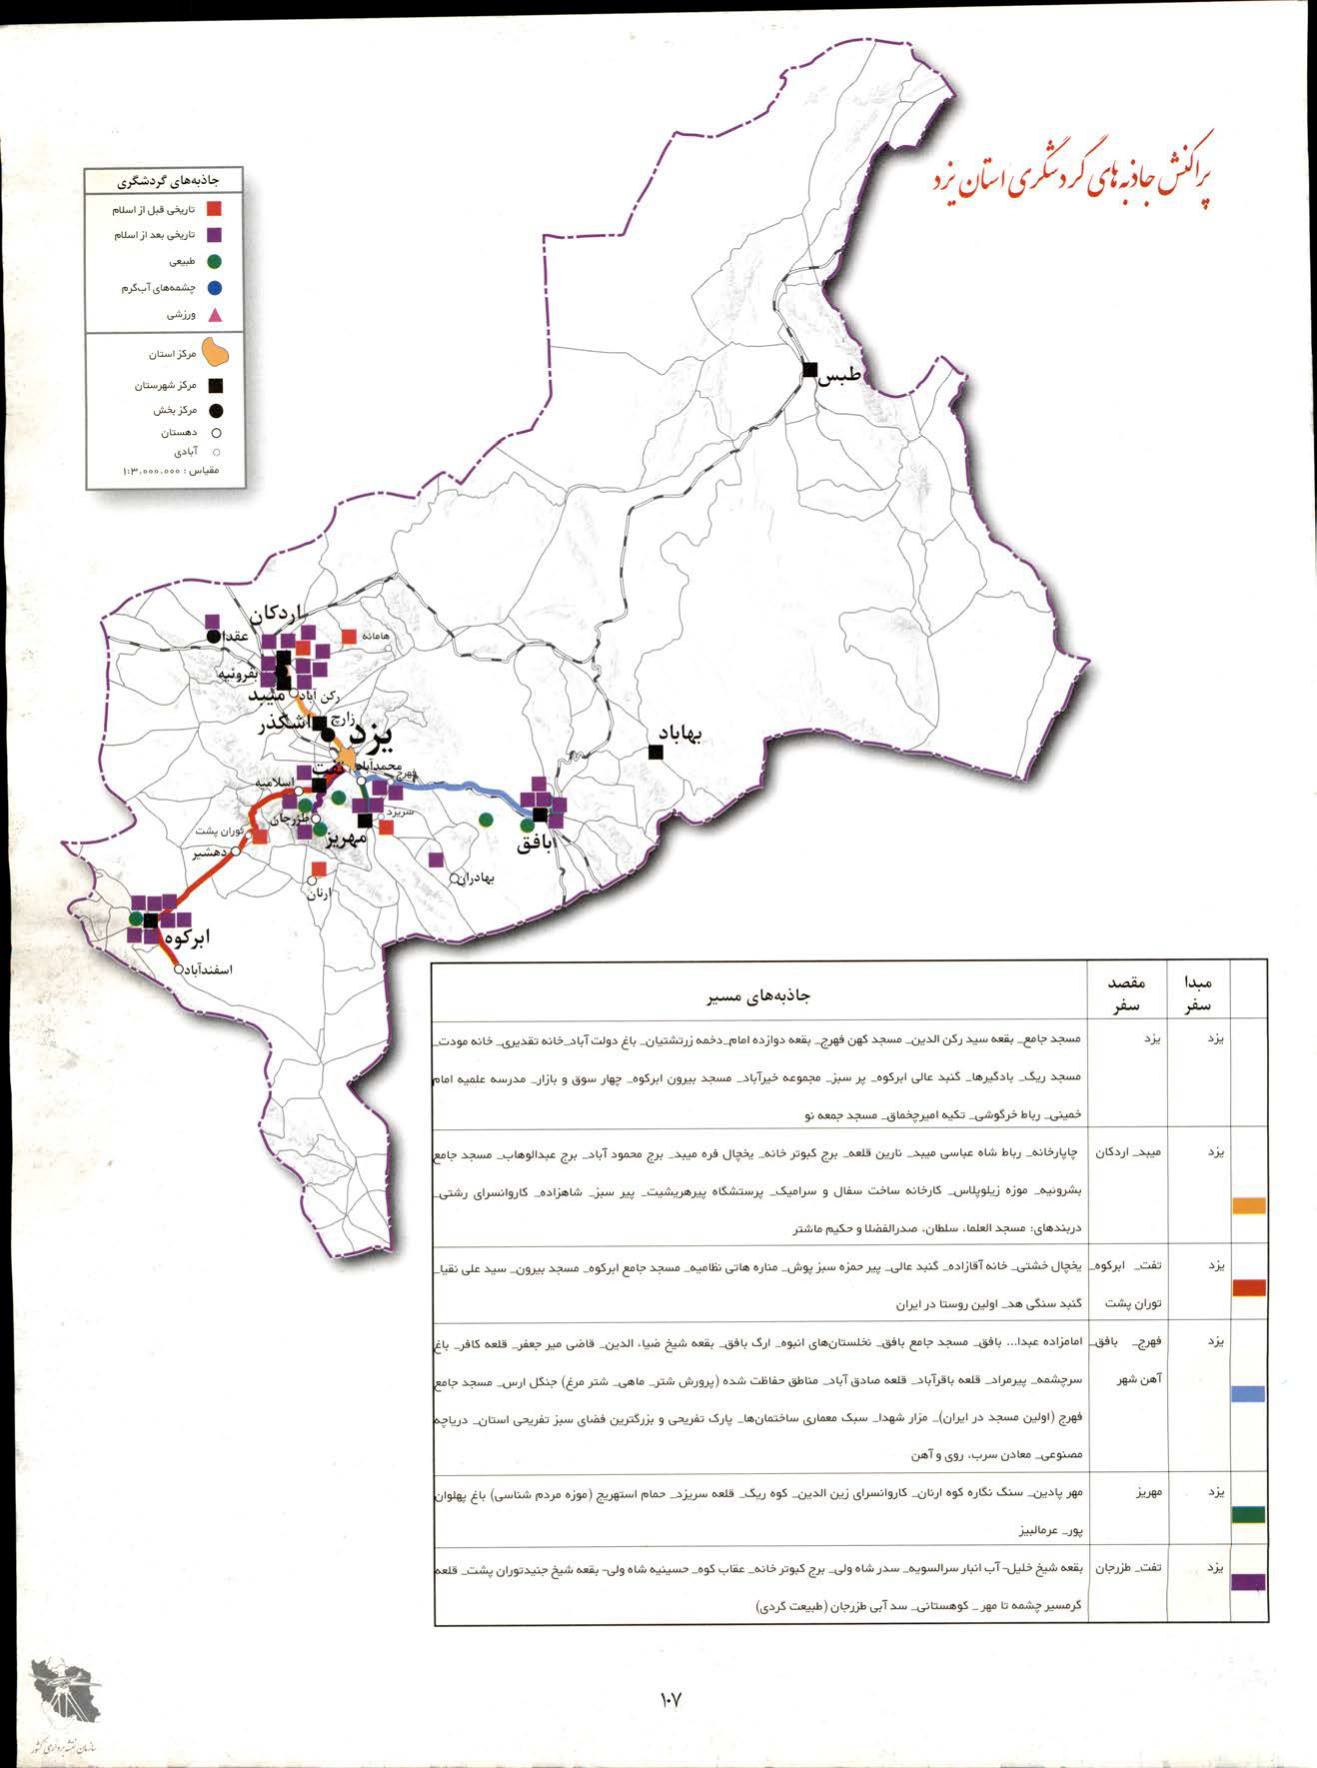 پراکنش جاذبه‌های گردشگری استان یزد
جاذبه‌های گردشگری
تاریخی قبل از اسلام
تاریخی بعد از اسلام
طبیعی
چشمه‌های آب‌گرم
ورزشی
مرکز استان
مرکز شهرستان
مرکز بخش
دهستان
آبادی
مقیاس : ۱:۳.۰۰۰.۰۰۰
طبس
اردکان
عقدا
هامانه
بفروئیه
میبد
رکن آباد
اشکذر
زارچ
یزد
بهاباد
تفت
محمدآباد
فهرج
اسلامیه
طزرجان
سریزد
توران پشت
مهریز
بافق
دهشیر
بهادران
ارنان
ابرکوه
اسفندآباد
مبدا سفر
مقصد سفر
جاذبه‌های مسیر
یزد
یزد
مسجد جامع_ بقعه سید رکن الدین_ مسجد کهن فهرج_ بقعه دوازده امام_دخمه زرتشتیان_ باغ دولت آباد_خانه تقدیری_ خانه مودت_
مسجد ریگ_ بادگیرها_ گنبد عالی ابرکوه_ پر سبز_ مجموعه خیرآباد_ مسجد بیرون ابرکوه_ چهار سوق و بازار_ مدرسه علمیه امام
خمینی_ رباط خرگوشی_ تکیه امیرچخماق_ مسجد جمعه نو
یزد
میبد_ اردکان
چاپارخانه_ رباط شاه عباسی میبد_ نارین قلعه_ برج کبوتر خانه_ یخچال فره میبد_ برج محمود آباد_ برج عبدالوهاب_ مسجد جامع
بشرونیه_ موزه زیلوپلاس_ کارخانه ساخت سفال و سرامیک_ پرستشگاه پیرهریشیت_ پیر سبز_ شاهزاده_ کاروانسرای رشتی_
دربندهای: مسجد العلما، سلطان، صدرالفضلا و حکیم ماشتر
یزد
تفت_ ابرکوه_
توران پشت
یخچال خشتی_ خانه آقازاده_ گنبد عالی_ پیر حمزه سبز پوش_ مناره هاتی نظامیه_ مسجد جامع ابرکوه_ مسجد بیرون_ سید علی نقیا_
گنبد سنگی هد_ اولین روستا در ایران
یزد
فهرج_ بافق_
آهن شهر
امامزاده عبدا... بافق_ مسجد جامع بافق_ نخلستان‌های انبوه_ ارگ بافق_ بقعه شیخ ضیاء الدین_ قاضی میر جعفر_ قلعه کافر_ باغ
سرچشمه_ پیرمراد_ قلعه باقرآباد_ قلعه صادق آباد_ مناطق حفاظت شده (پرورش شتر_ ماهی_ شتر مرغ) جنگل ارس_ مسجد جامع
فهرج (اولین مسجد در ایران)_ مزار شهدا_ سبک معماری ساختمان‌ها_ پارک تفریحی و بزرگترین فضای سبز تفریحی استان_ دریاچه
مصنوعی_ معادن سرب، روی و آهن
یزد
مهریز
مهر پادین_ سنگ نگاره کوه ارنان_ کاروانسرای زین الدین_ کوه ریگ_ قلعه سریزد_ حمام استهریج (موزه مردم شناسی) باغ پهلوان
پور_ عرمالبیز
یزد
تفت_ طزرجان
بقعه شیخ خلیل- آب انبار سرالسویه_ سدر شاه ولی_ برج کبوتر خانه_ عقاب کوه_ حسینیه شاه ولی- بقعه شیخ جنیدتوران پشت_ قلعه
گرمسیر چشمه تا مهر_ کوهستانی_ سد آبی طزرجان (طبیعت گردی)
۱۰۷
سازمان نقشه‌برداری کشور